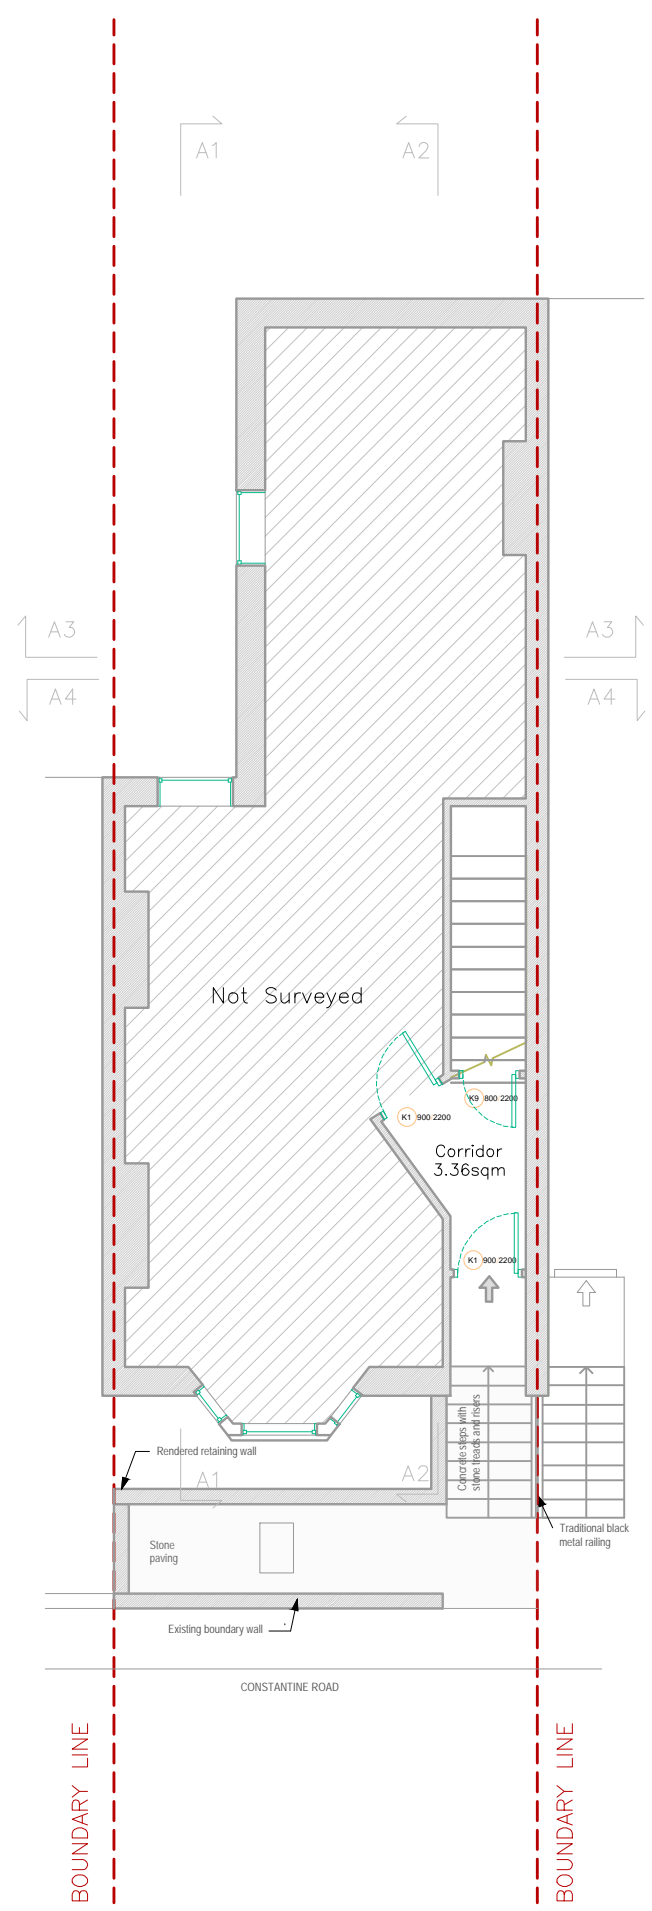 A1
A2
A3
A3
A4
A4
Not Surveyed
K9 800 2200
K1 900 2200
Corridor
3.36sqm
K1 900 2200
Concrete steps with
stone treads and risers
Rendered retaining wall
A1
A2
Traditional black
metal railing
Stone
paving
Existing boundary wall
CONSTANTINE ROAD
BOUNDARY LINE
BOUNDARY LINE